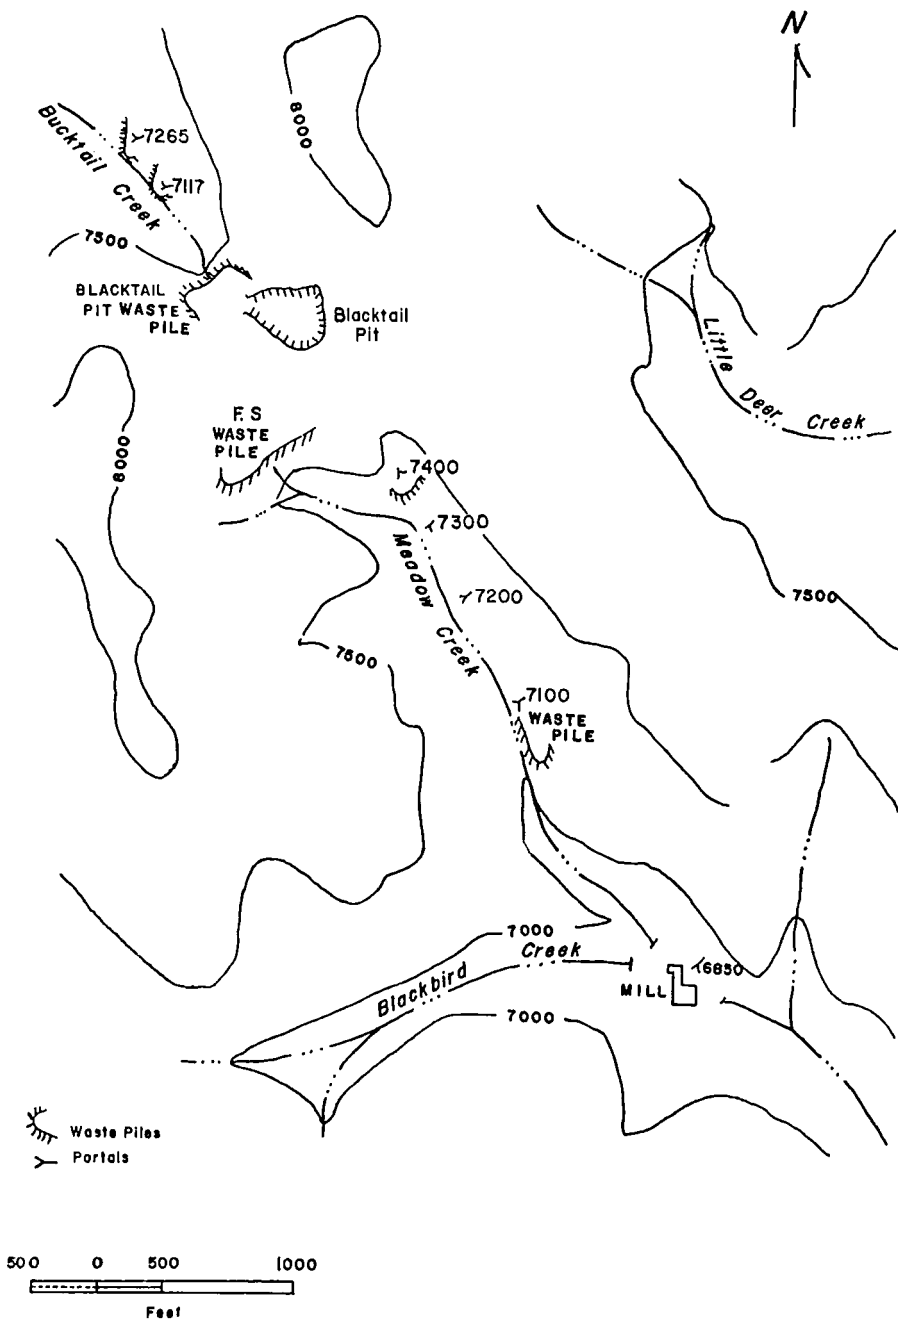 N
8000
Bucktail Creek
7265
7117
7500
BLACKTAIL
PIT WASTE
PILE
Blacktail
Pit
Little Deer Creek
F.S
WASTE
PILE
8000
7400
7300
Meadow Creek
7200
7500
7500
7100
WASTE
PILE
7000
Blackbird Creek
6850
MILL
7000
Waste Piles
Portals
500 0 500 1000
Feet